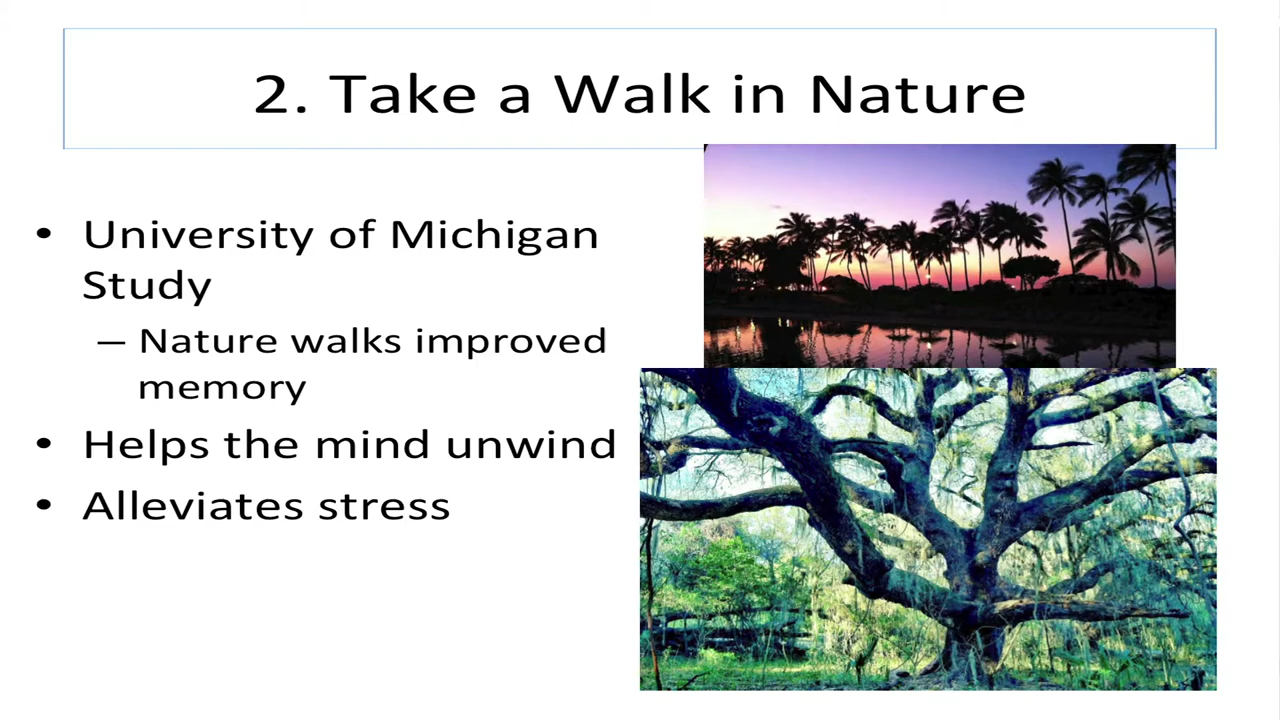 2. Take a Walk in Nature
• University of Michigan
Study
– Nature walks improved
memory
• Helps the mind unwind
• Alleviates stress